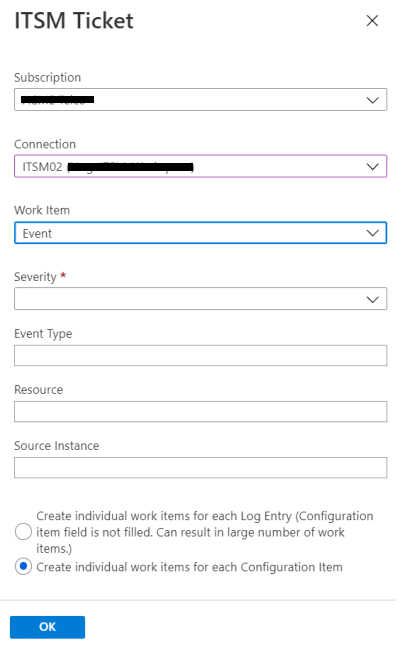 ITSM Ticket
Subscription
Connection
ITSM02
Work Item
Event
Severity *
Event Type
Resource
Source Instance
Create individual work items for each Log Entry (Configuration
item field is not filled. Can result in large number of work
items.)
Create individual work items for each Configuration Item
OK